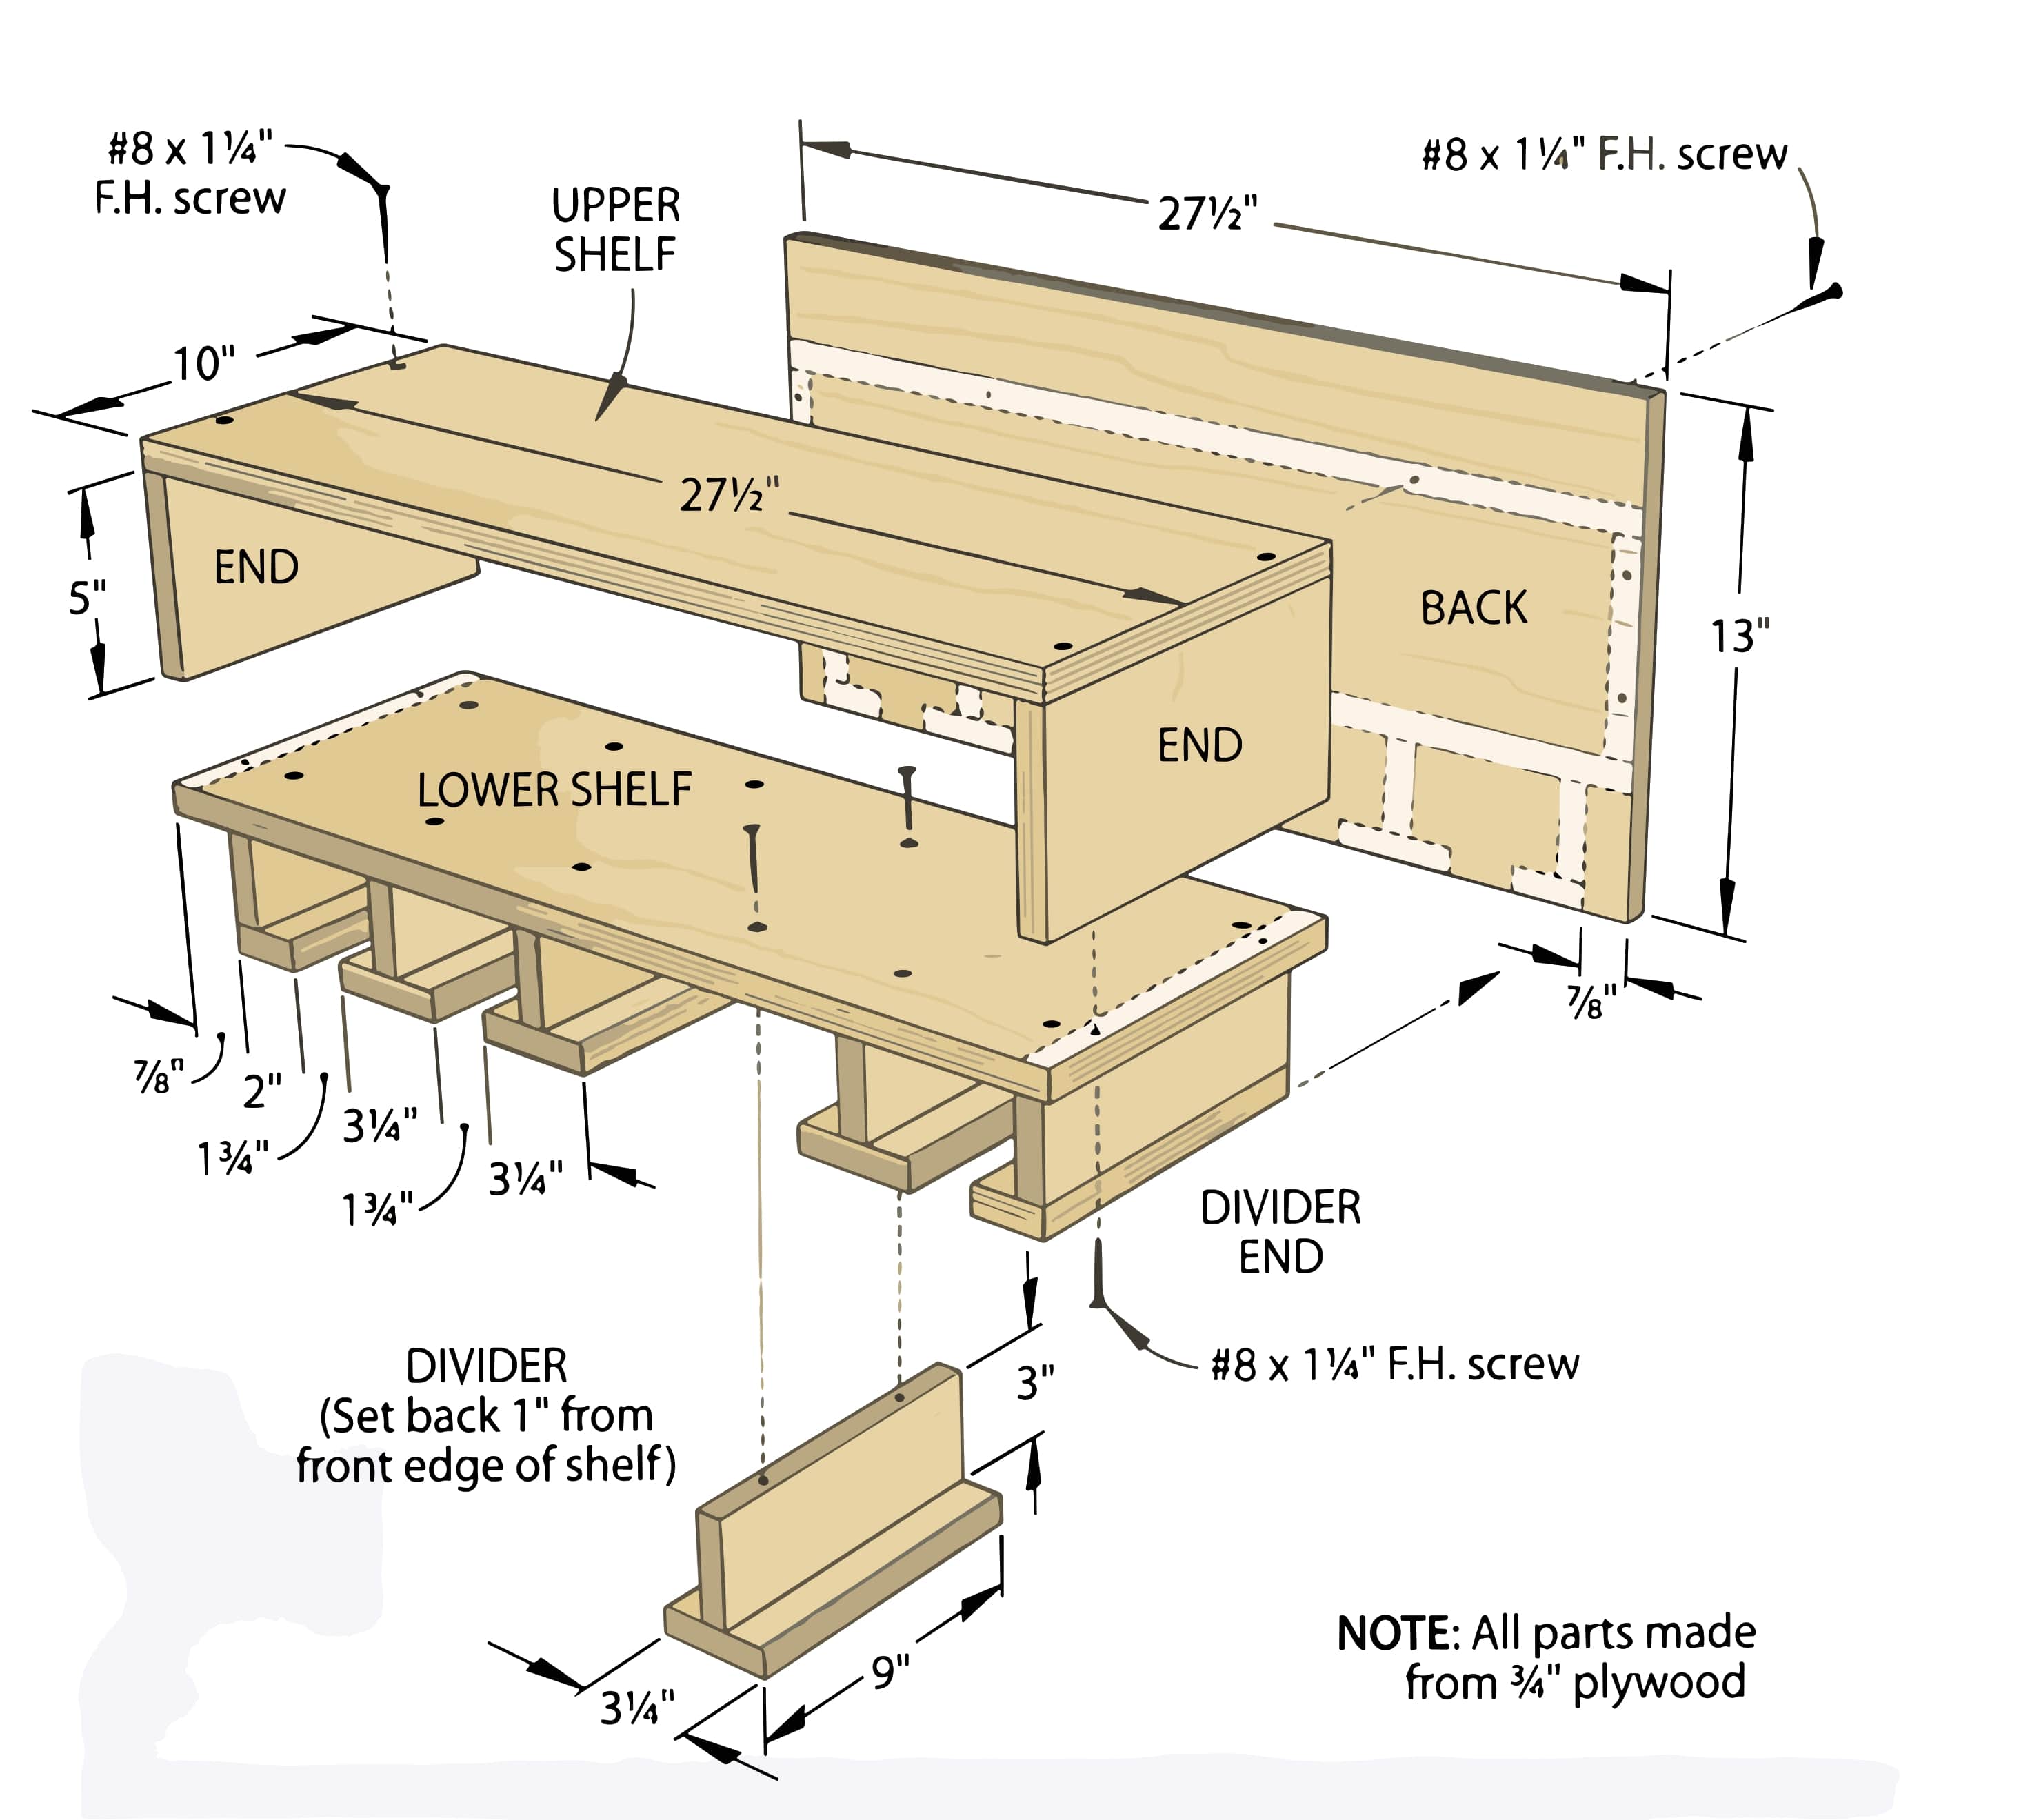 #8 x 1¼"
F.H. screw
UPPER
SHELF
27½"
#8 x 1¼" F.H. screw
10"
27½"
END
5"
BACK
13"
END
LOWER SHELF
⅞"
⅞"
2"
1¾"
3¼"
1¾"
3¼"
DIVIDER
END
#8 x 1¼" F.H. screw
DIVIDER
(Set back 1" from
front edge of shelf)
3"
9"
3¼"
NOTE: All parts made
from ¾" plywood